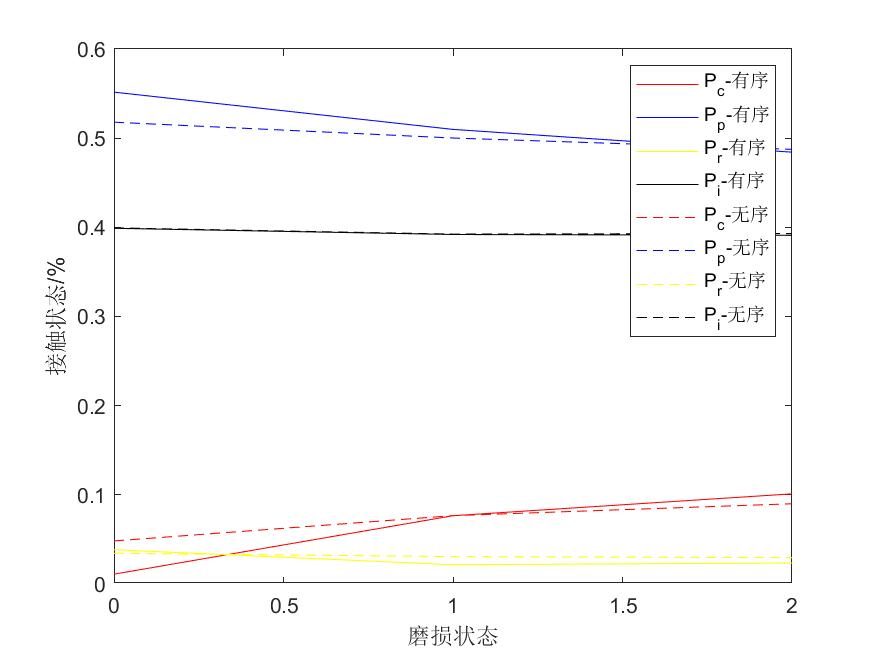 0.6
0.5
0.4
0.3
0.2
0.1
0
接触状态/%
0
0.5
1
1.5
2
磨损状态
Pc-有序
Pp-有序
Pr-有序
Pi-有序
Pc-无序
Pp-无序
Pr-无序
Pi-无序